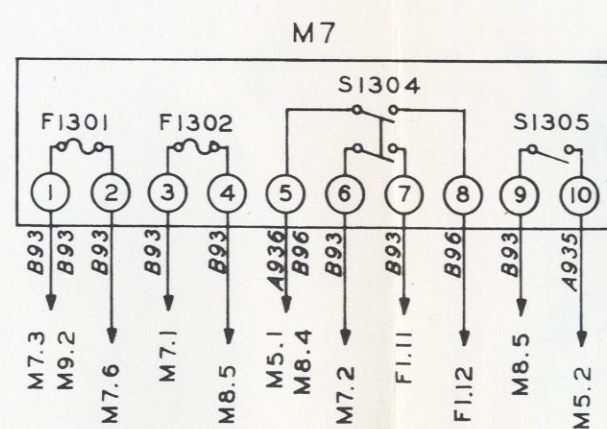 M7
S1304
F1301 F1302 S1305
1 2 3 4 5 6 7 8 9 10
B93 B93 B93 B93 B93 A936 B96 B93 B93 B96 B93 A935
M7.3 M9.2 M7.6 M7.1 M8.5 M5.1 M8.4 M7.2 F1.11 F1.12 M8.5 M5.2